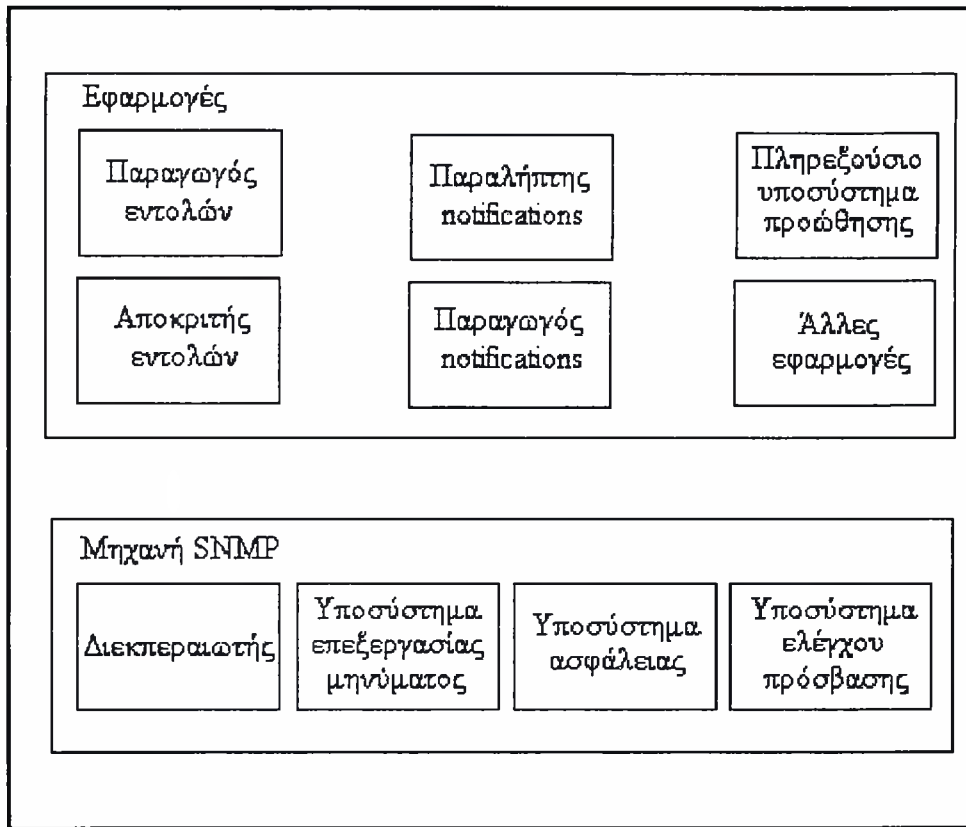 Εφαρμογές
Παραγωγός
εντολών
Παραλήπτης
notifications
Πληρεξούσιο
υποσύστημα
προώθησης
Αποκριτής
εντολών
Παραγωγός
notifications
Άλλες
εφαρμογές
Μηχανή SNMP
Διεκπεραιωτής
Υποσύστημα
επεξεργασίας
μηνύματος
Υποσύστημα
ασφάλειας
Υποσύστημα
ελέγχου
πρόσβασης